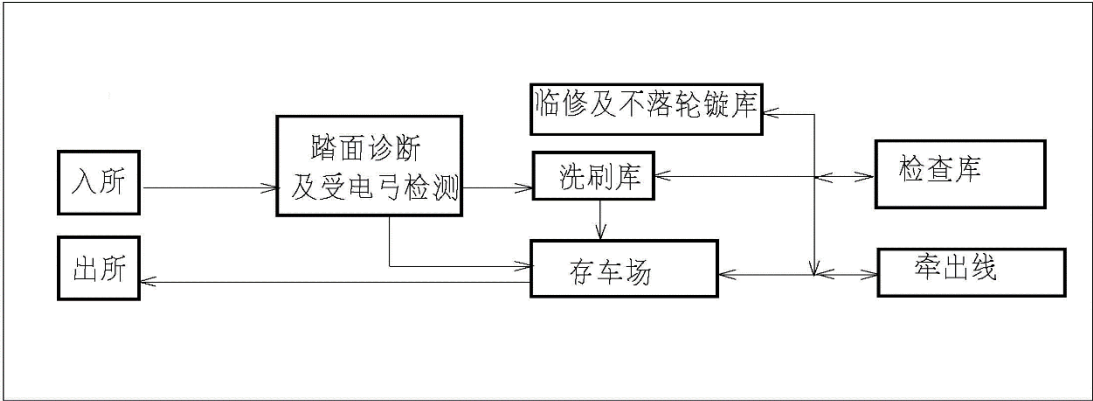 临修及不落轮镟库
踏面诊断
及受电弓检测
入所
洗刷库
检查库
出所
存车场
牵出线